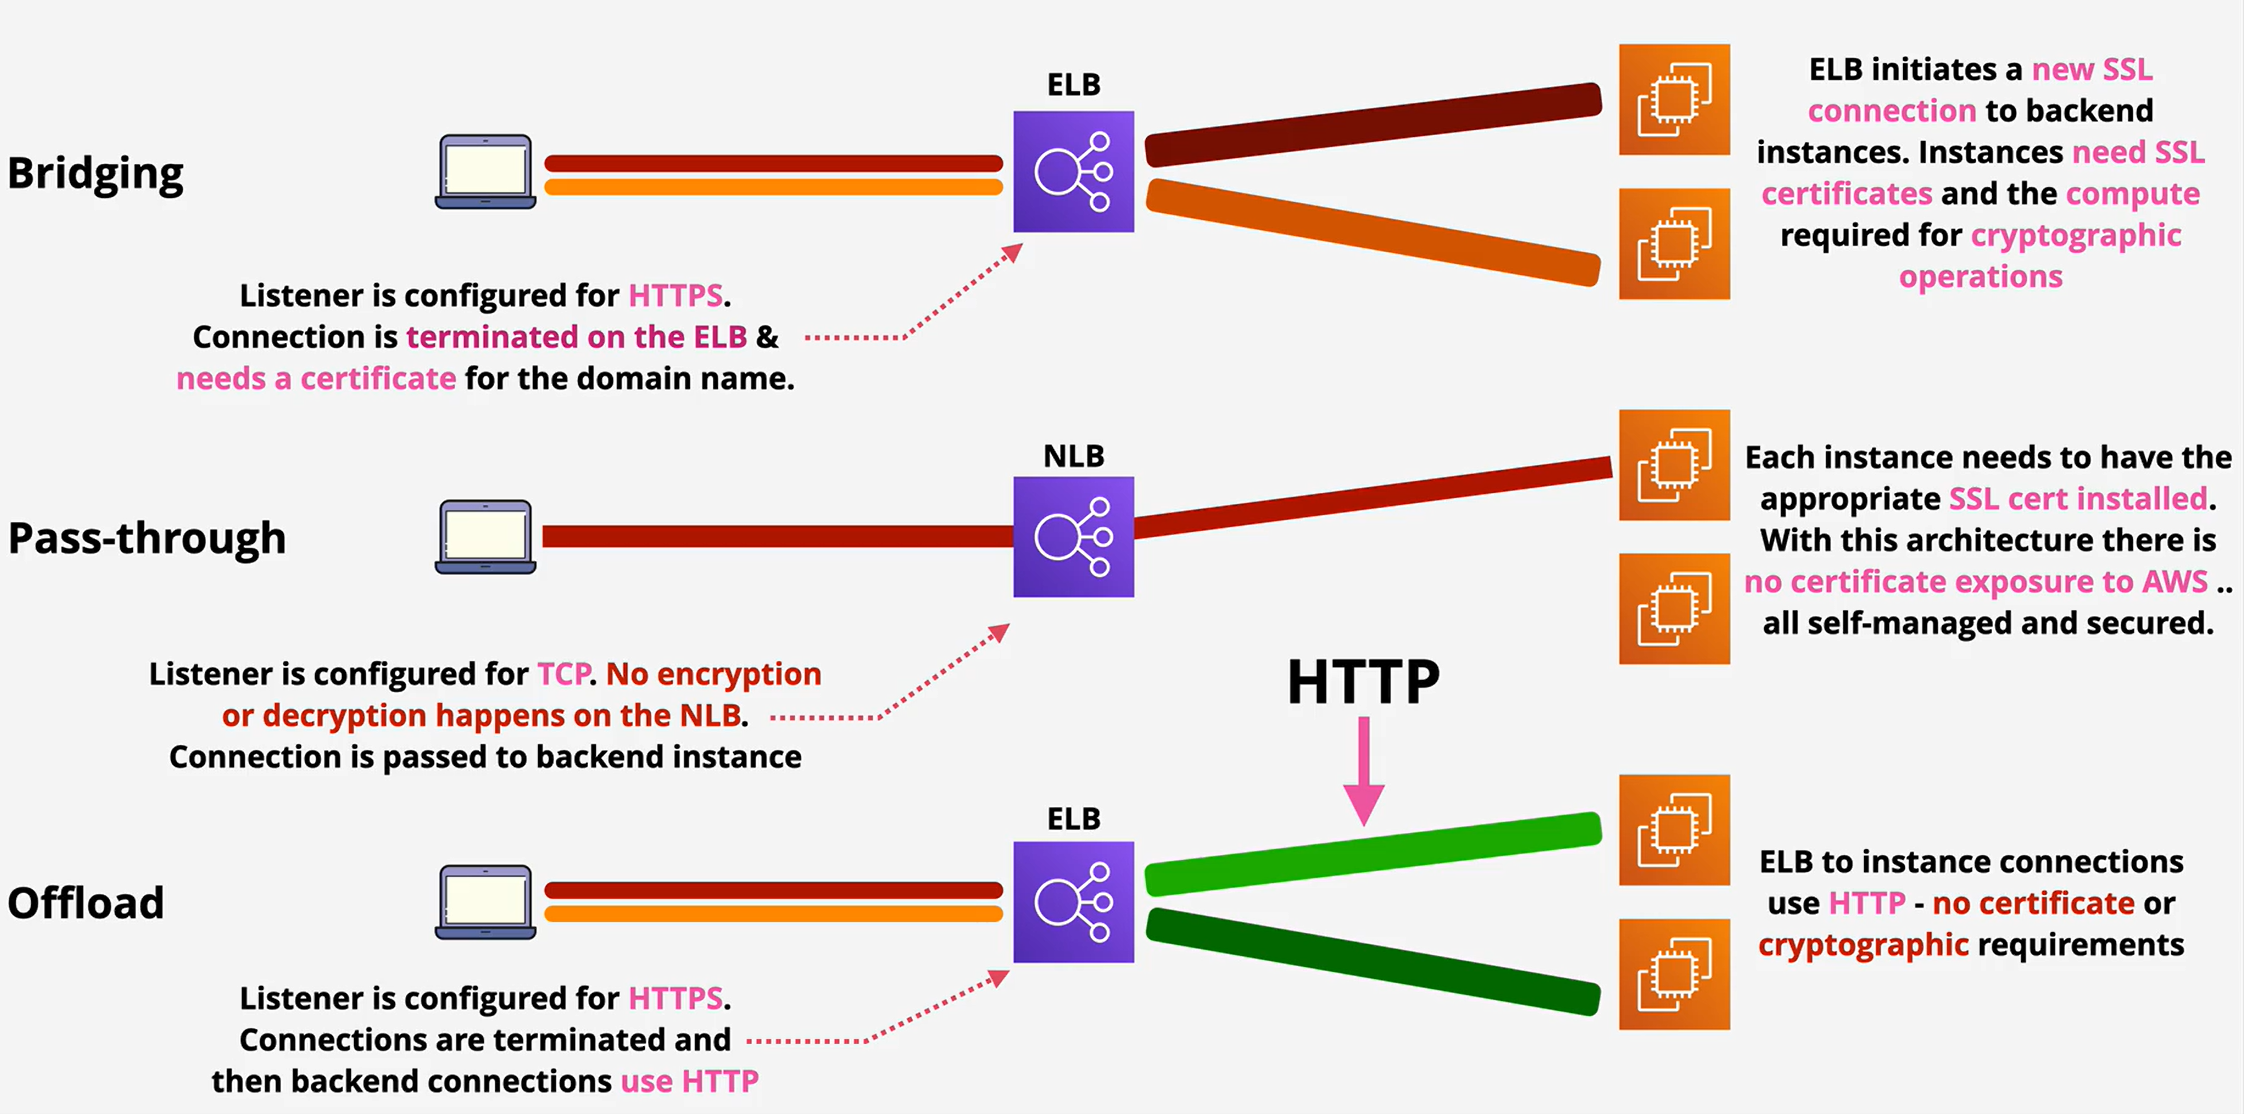 Bridging
ELB
ELB initiates a new SSL
connection to backend
instances. Instances need SSL
certificates and the compute
required for cryptographic
operations
Listener is configured for HTTPS.
Connection is terminated on the ELB &
needs a certificate for the domain name.
Pass-through
NLB
Each instance needs to have the
appropriate SSL cert installed.
With this architecture there is
no certificate exposure to AWS ..
all self-managed and secured.
Listener is configured for TCP. No encryption
or decryption happens on the NLB.
Connection is passed to backend instance
HTTP
Offload
ELB
ELB to instance connections
use HTTP - no certificate or
cryptographic requirements
Listener is configured for HTTPS.
Connections are terminated and
then backend connections use HTTP